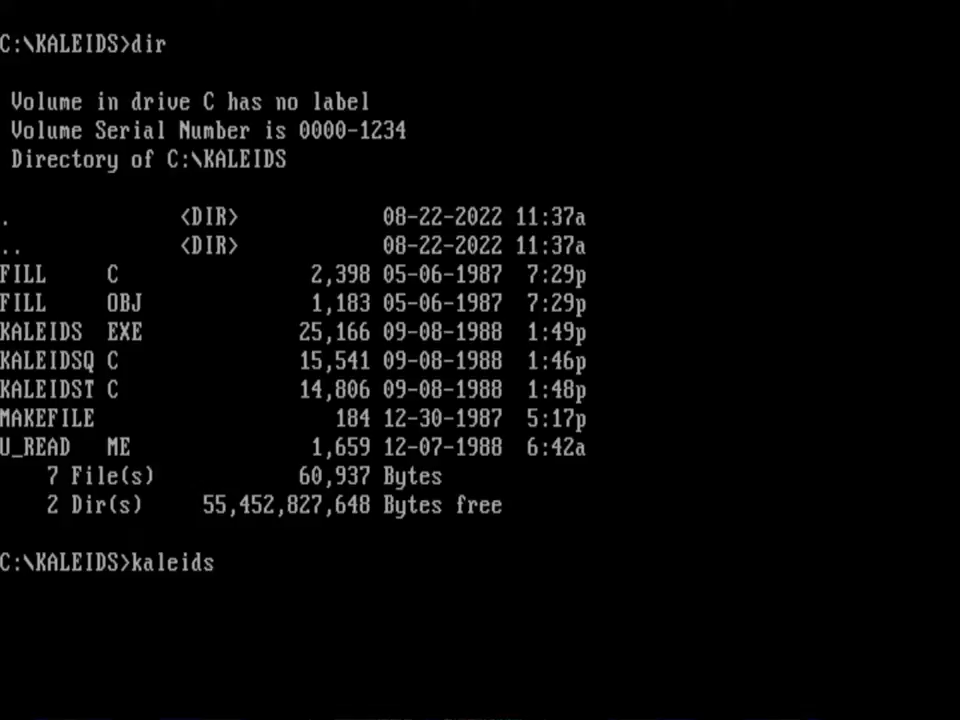 C:\KALEIDS>dir
Volume in drive C has no label
Volume Serial Number is 0000-1234
Directory of C:\KALEIDS
. <DIR> 08-22-2022 11:37a
.. <DIR> 08-22-2022 11:37a
FILL C 2,398 05-06-1987 7:29p
FILL OBJ 1,183 05-06-1987 7:29p
KALEIDS EXE 25,166 09-08-1988 1:49p
KALEIDSQ C 15,541 09-08-1988 1:46p
KALEIDST C 14,806 09-08-1988 1:48p
MAKEFILE 184 12-30-1987 5:17p
U_READ ME 1,659 12-07-1988 6:42a
7 File(s) 60,937 Bytes
2 Dir(s) 55,452,827,648 Bytes free
C:\KALEIDS>kaleids